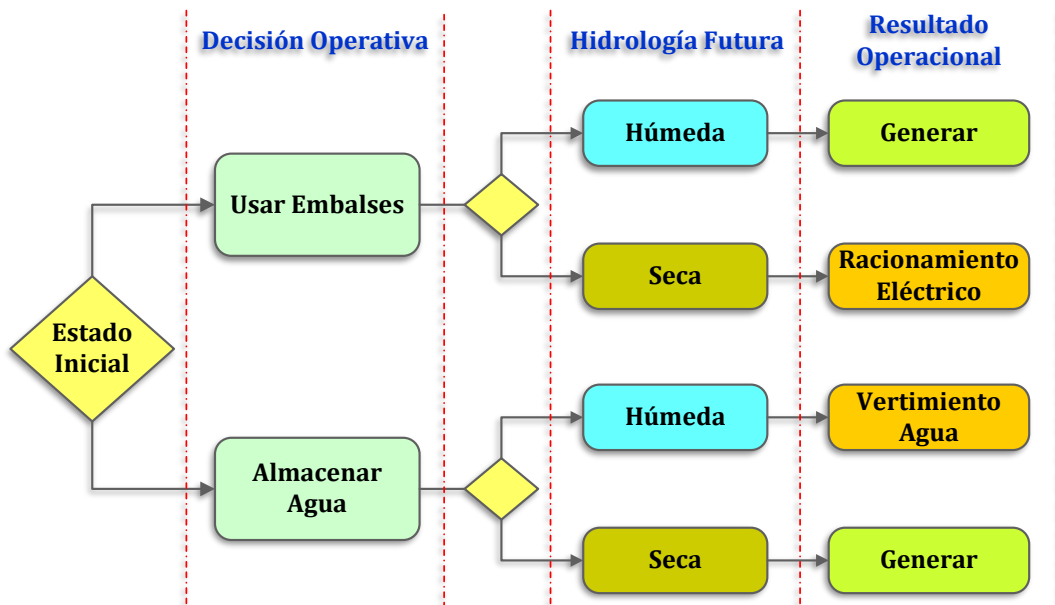 Decisión Operativa
Hidrología Futura
Resultado
Operacional
Húmeda
Generar
Usar Embalses
Seca
Racionamiento
Eléctrico
Estado
Inicial
Húmeda
Vertimiento
Agua
Almacenar
Agua
Seca
Generar